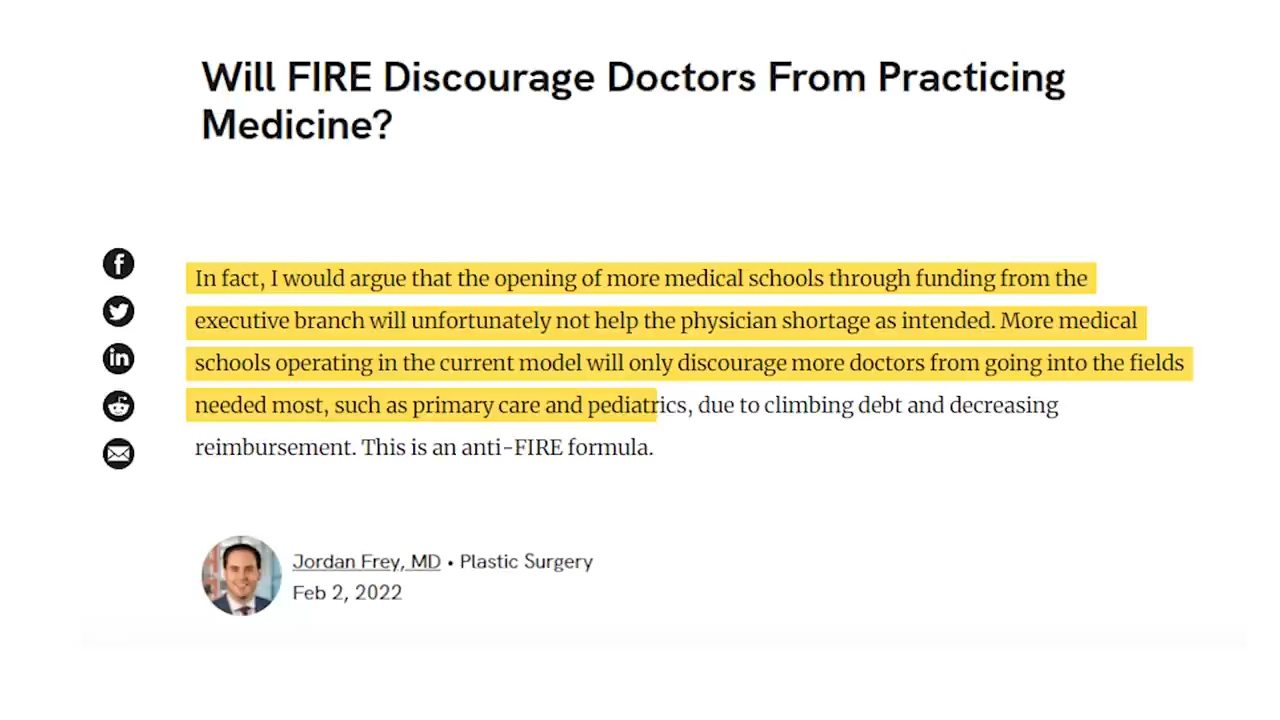 Will FIRE Discourage Doctors From Practicing
Medicine?
In fact, I would argue that the opening of more medical schools through funding from the
executive branch will unfortunately not help the physician shortage as intended. More medical
schools operating in the current model will only discourage more doctors from going into the fields
needed most, such as primary care and pediatrics, due to climbing debt and decreasing
reimbursement. This is an anti-FIRE formula.
Jordan Frey, MD • Plastic Surgery
Feb 2, 2022